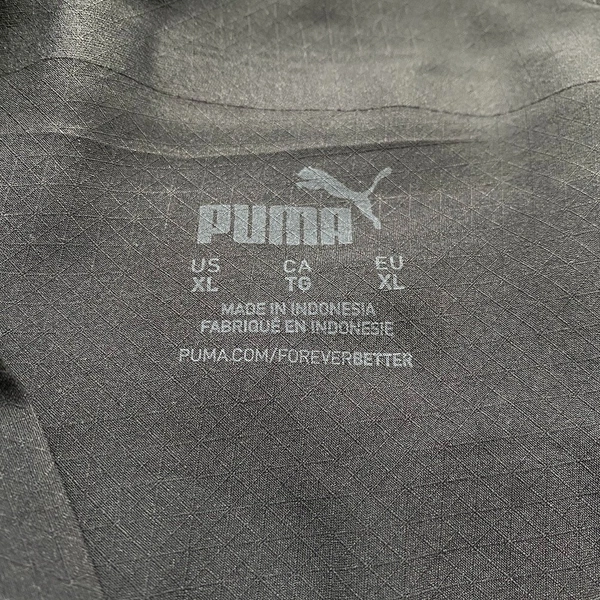 PUMA
US CA EU
XL TG XL
MADE IN INDONESIA
FABRIQUÉ EN INDONESIE
PUMA.COM/FOREVERBETTER